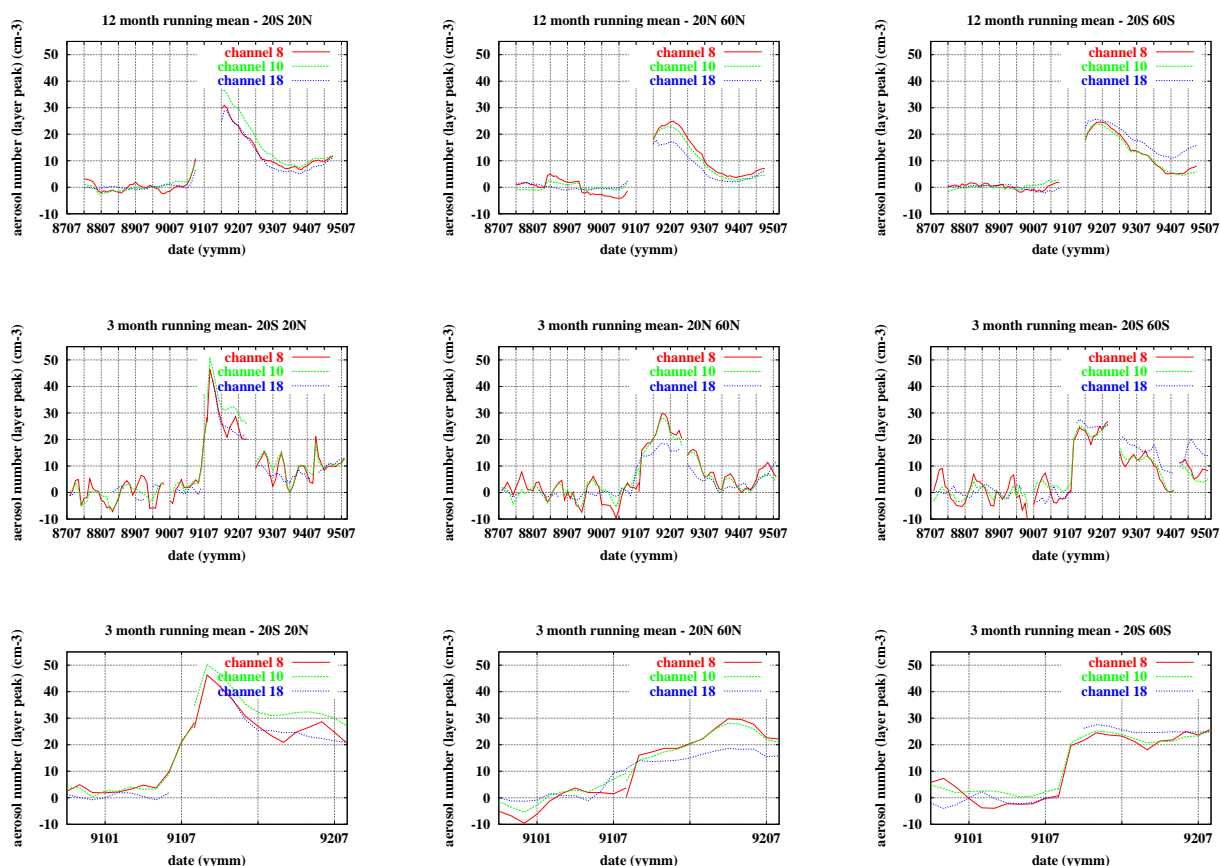 12 month running mean - 20S 20N
aerosol number (layer peak) (cm-3)
50
40
30
20
10
0
-10
channel 8
channel 10
channel 18
8707 8807 8907 9007 9107 9207 9307 9407 9507
date (yymm)
12 month running mean - 20N 60N
aerosol number (layer peak) (cm-3)
50
40
30
20
10
0
-10
channel 8
channel 10
channel 18
8707 8807 8907 9007 9107 9207 9307 9407 9507
date (yymm)
12 month running mean - 20S 60S
aerosol number (layer peak) (cm-3)
50
40
30
20
10
0
-10
channel 8
channel 10
channel 18
8707 8807 8907 9007 9107 9207 9307 9407 9507
date (yymm)
3 month running mean- 20S 20N
aerosol number (layer peak) (cm-3)
50
40
30
20
10
0
-10
channel 8
channel 10
channel 18
8707 8807 8907 9007 9107 9207 9307 9407 9507
date (yymm)
3 month running mean- 20N 60N
aerosol number (layer peak) (cm-3)
50
40
30
20
10
0
-10
channel 8
channel 10
channel 18
8707 8807 8907 9007 9107 9207 9307 9407 9507
date (yymm)
3 month running mean- 20S 60S
aerosol number (layer peak) (cm-3)
50
40
30
20
10
0
-10
channel 8
channel 10
channel 18
8707 8807 8907 9007 9107 9207 9307 9407 9507
date (yymm)
3 month running mean - 20S 20N
aerosol number (layer peak) (cm-3)
50
40
30
20
10
0
-10
channel 8
channel 10
channel 18
9101 9107 9207
date (yymm)
3 month running mean - 20N 60N
aerosol number (layer peak) (cm-3)
50
40
30
20
10
0
-10
channel 8
channel 10
channel 18
9101 9107 9207
date (yymm)
3 month running mean - 20S 60S
aerosol number (layer peak) (cm-3)
50
40
30
20
10
0
-10
channel 8
channel 10
channel 18
9101 9107 9207
date (yymm)